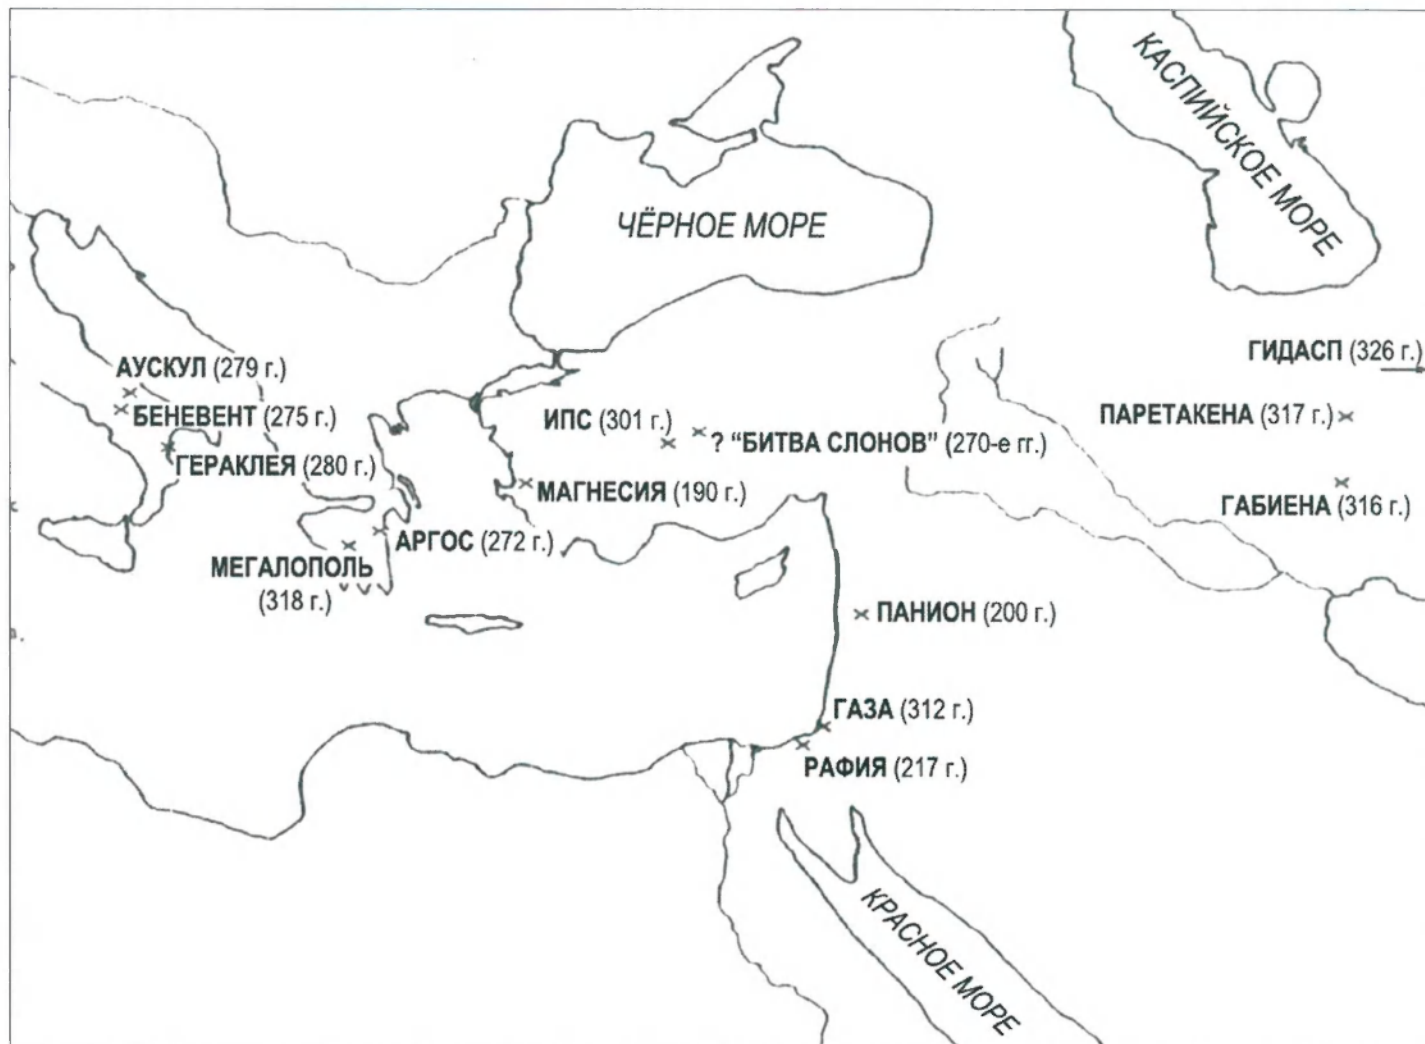 КАСПИЙСКОЕ МОРЕ
ЧЁРНОЕ МОРЕ
ГИДАСП (326 г.)
АУСКУЛ (279 г.)
БЕНЕВЕНТ (275 г.)
ГЕРАКЛЕЯ (280 г.)
ИПС (301 г.)
? “БИТВА СЛОНОВ” (270-е гг.)
ПАРЕТАКЕНА (317 г.)
МАГНЕСИЯ (190 г.)
ГАБИЕНА (316 г.)
АРГОС (272 г.)
МЕГАЛОПОЛЬ
(318 г.)
ПАНИОН (200 г.)
ГАЗА (312 г.)
РАФИЯ (217 г.)
КРАСНОЕ МОРЕ